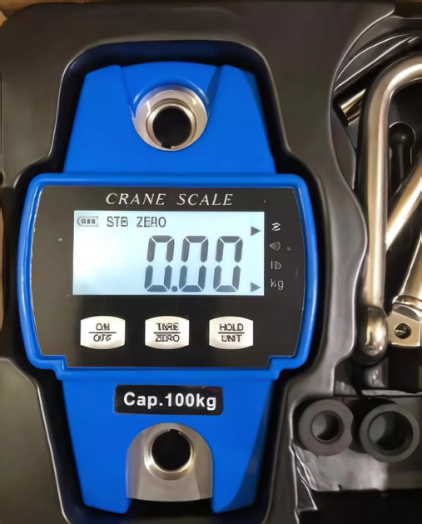 CRANE SCALE
STB ZERO
0.00
lb
kg
ON
OFF
TARE
ZERO
HOLD
UNIT
Cap.100kg